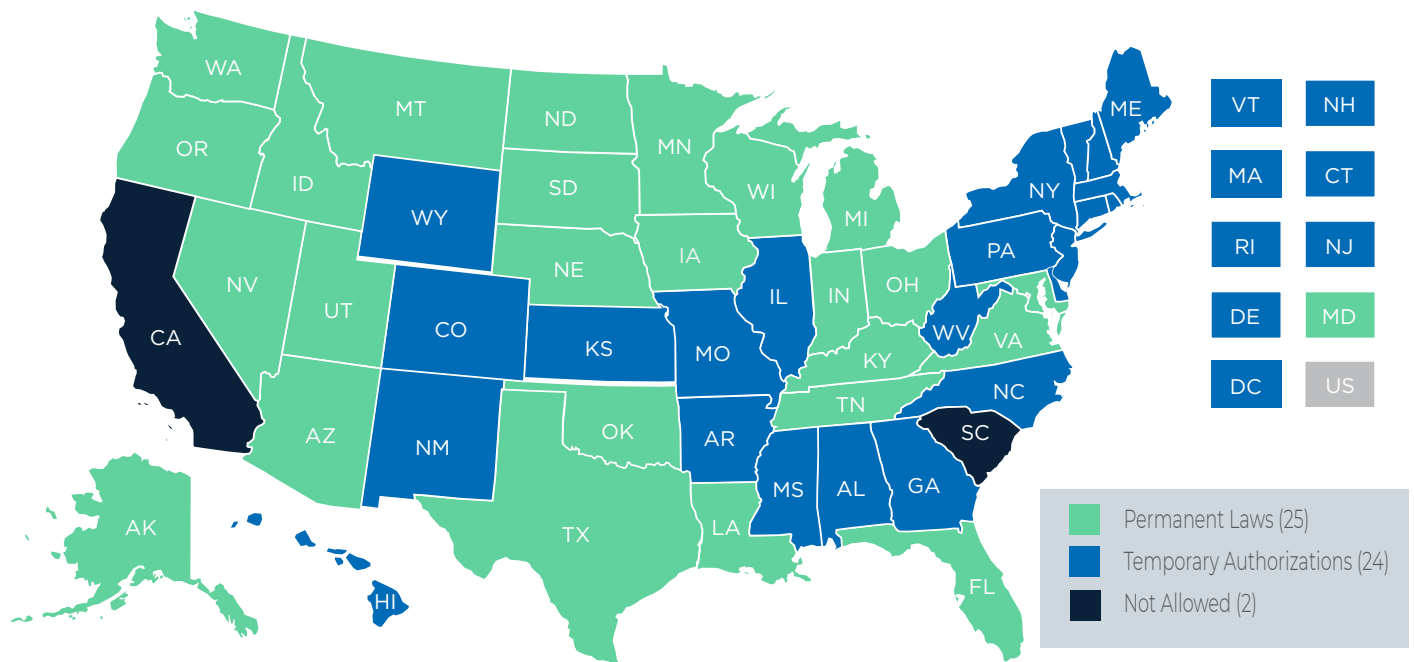 WA
MT
ND
MN
ME
VT
NH
OR
ID
SD
WI
MI
NY
MA
CT
WY
IA
PA
RI
NJ
NV
UT
NE
IL
IN
OH
DE
MD
CA
CO
KS
MO
KY
WV
VA
DC
US
AZ
NM
OK
AR
TN
NC
SC
MS
AL
GA
AK
TX
LA
FL
HI
Permanent Laws (25)
Temporary Authorizations (24)
Not Allowed (2)